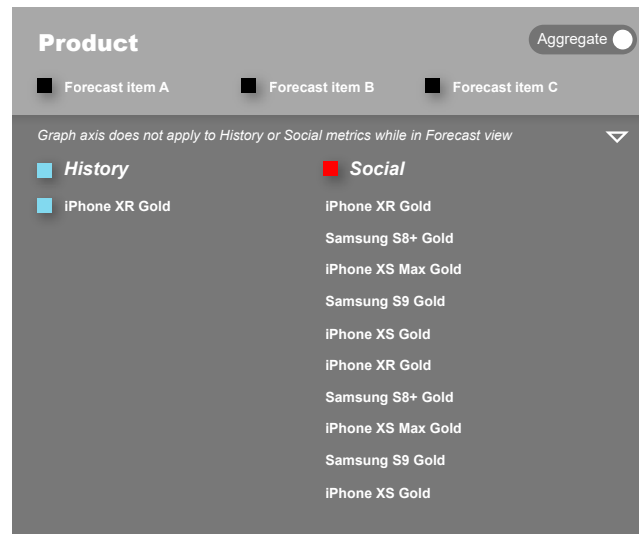 Product
Aggregate
Forecast item A
Forecast item B
Forecast item C
Graph axis does not apply to History or Social metrics while in Forecast view
History
iPhone XR Gold
Social
iPhone XR Gold
Samsung S8+ Gold
iPhone XS Max Gold
Samsung S9 Gold
iPhone XS Gold
iPhone XR Gold
Samsung S8+ Gold
iPhone XS Max Gold
Samsung S9 Gold
iPhone XS Gold